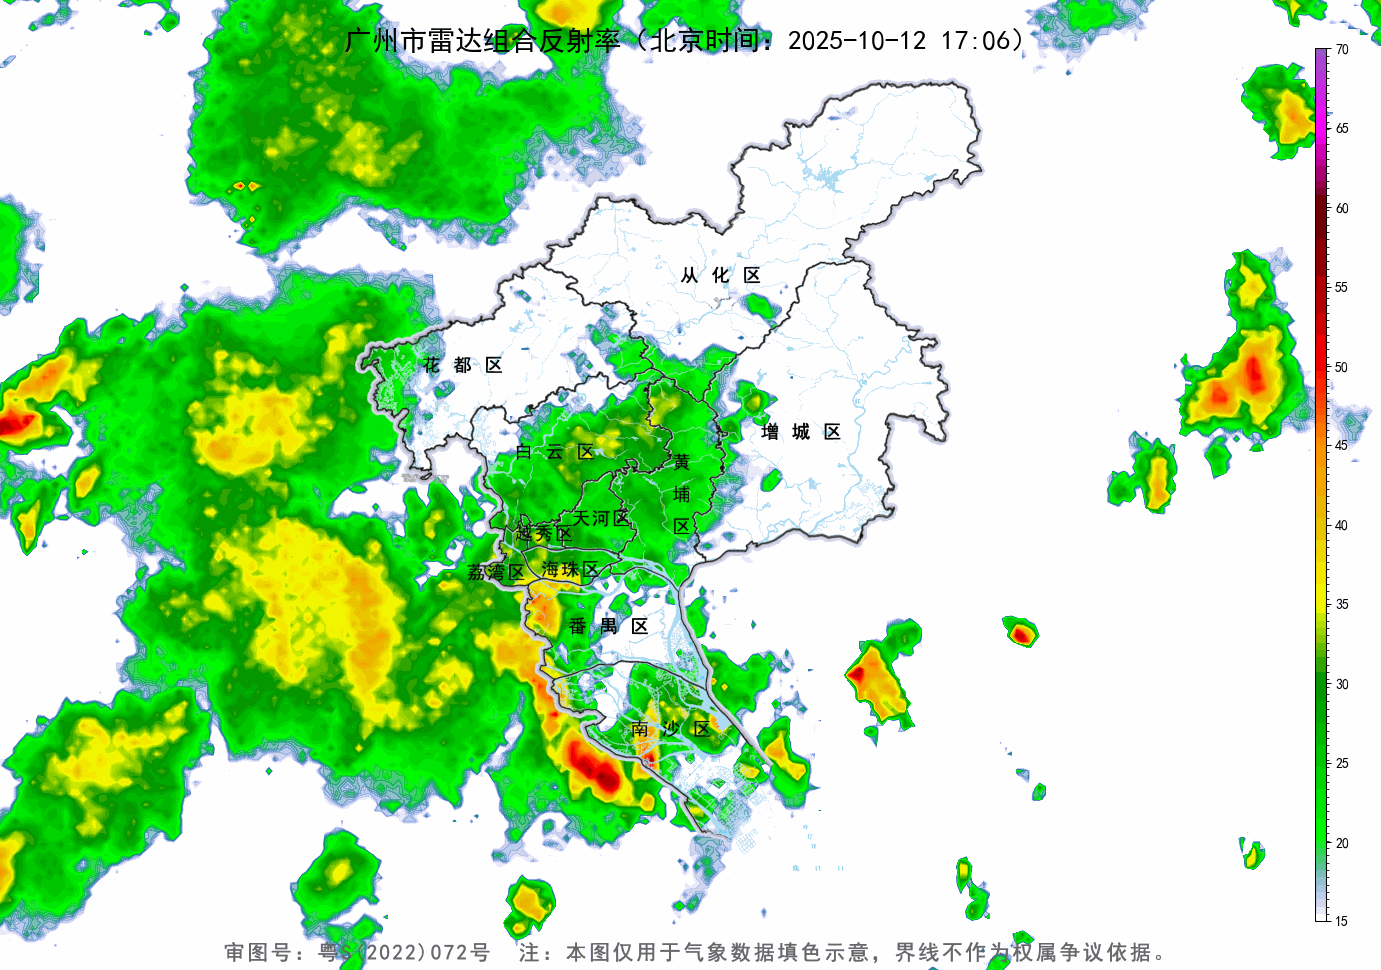 广州市雷达组合反射率（北京时间：2025-10-12 17:06）
70
65
60
55
50
45
40
35
30
25
20
15
从化区
花都区
增城区
白云区
黄埔区
天河区
越秀区
海珠区
荔湾区
番禺区
南沙区
审图号：粤S(2022)072号 注：本图仅用于气象数据填色示意，界线不作为权属争议依据。